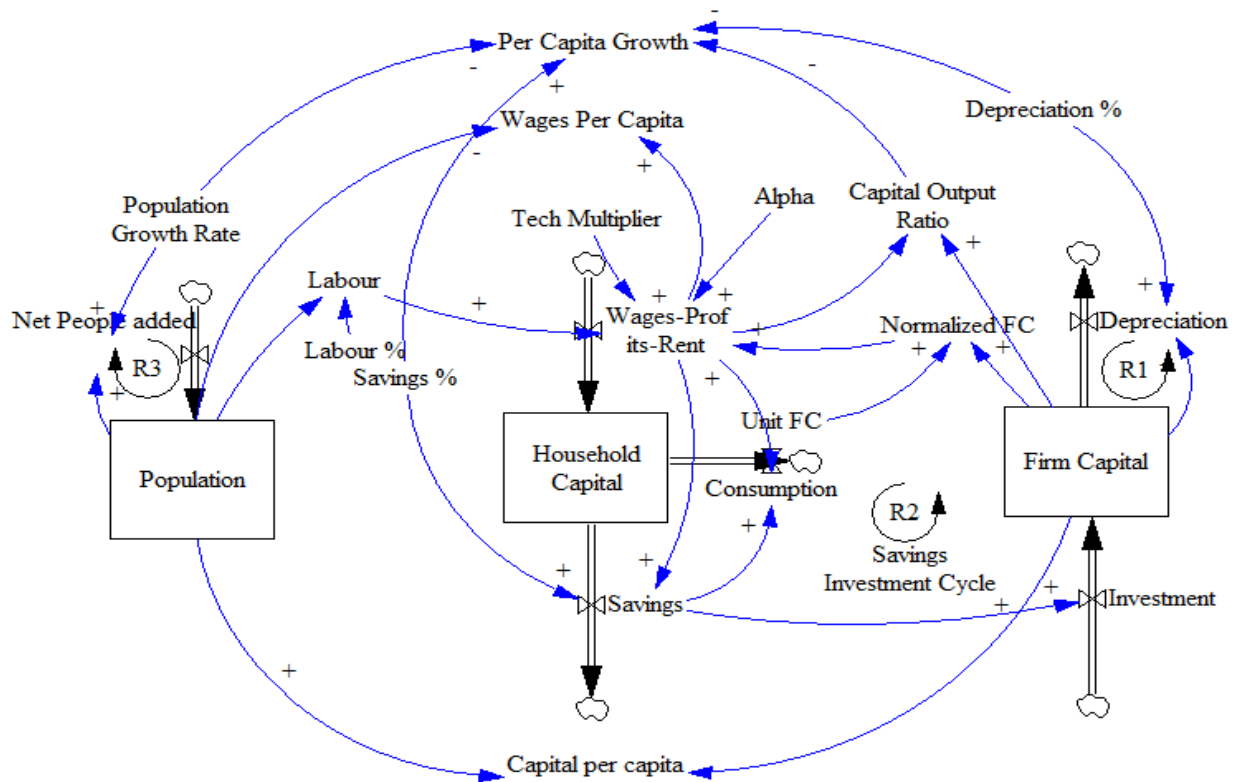 -
Per Capita Growth
-
-
+
Depreciation %
Wages Per Capita
-
+
Population
Growth Rate
Tech Multiplier
Alpha
Capital Output
Ratio
+
Labour
+
+
+
+
+
Net People added
Wages-Prof
its-Rent
+
Normalized FC
+
+
Depreciation
R3
Labour %
Savings %
+
+
R1
Unit FC
Population
Household
Capital
Firm Capital
Consumption
R2
+
Savings
Investment Cycle
+
+
+
+
Savings
Investment
+
Capital per capita